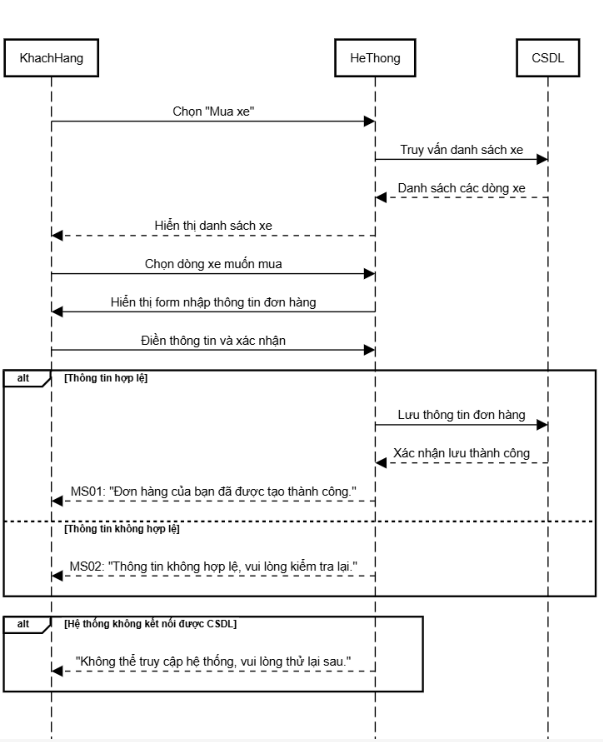 KhachHang
HeThong
CSDL
Chọn "Mua xe"
Truy vấn danh sách xe
Danh sách các dòng xe
Hiển thị danh sách xe
Chọn dòng xe muốn mua
Hiển thị form nhập thông tin đơn hàng
Điền thông tin và xác nhận
alt
[Thông tin hợp lệ]
Lưu thông tin đơn hàng
Xác nhận lưu thành công
MS01: "Đơn hàng của bạn đã được tạo thành công."
[Thông tin không hợp lệ]
MS02: "Thông tin không hợp lệ, vui lòng kiểm tra lại."
alt
[Hệ thống không kết nối được CSDL]
"Không thể truy cập hệ thống, vui lòng thử lại sau."